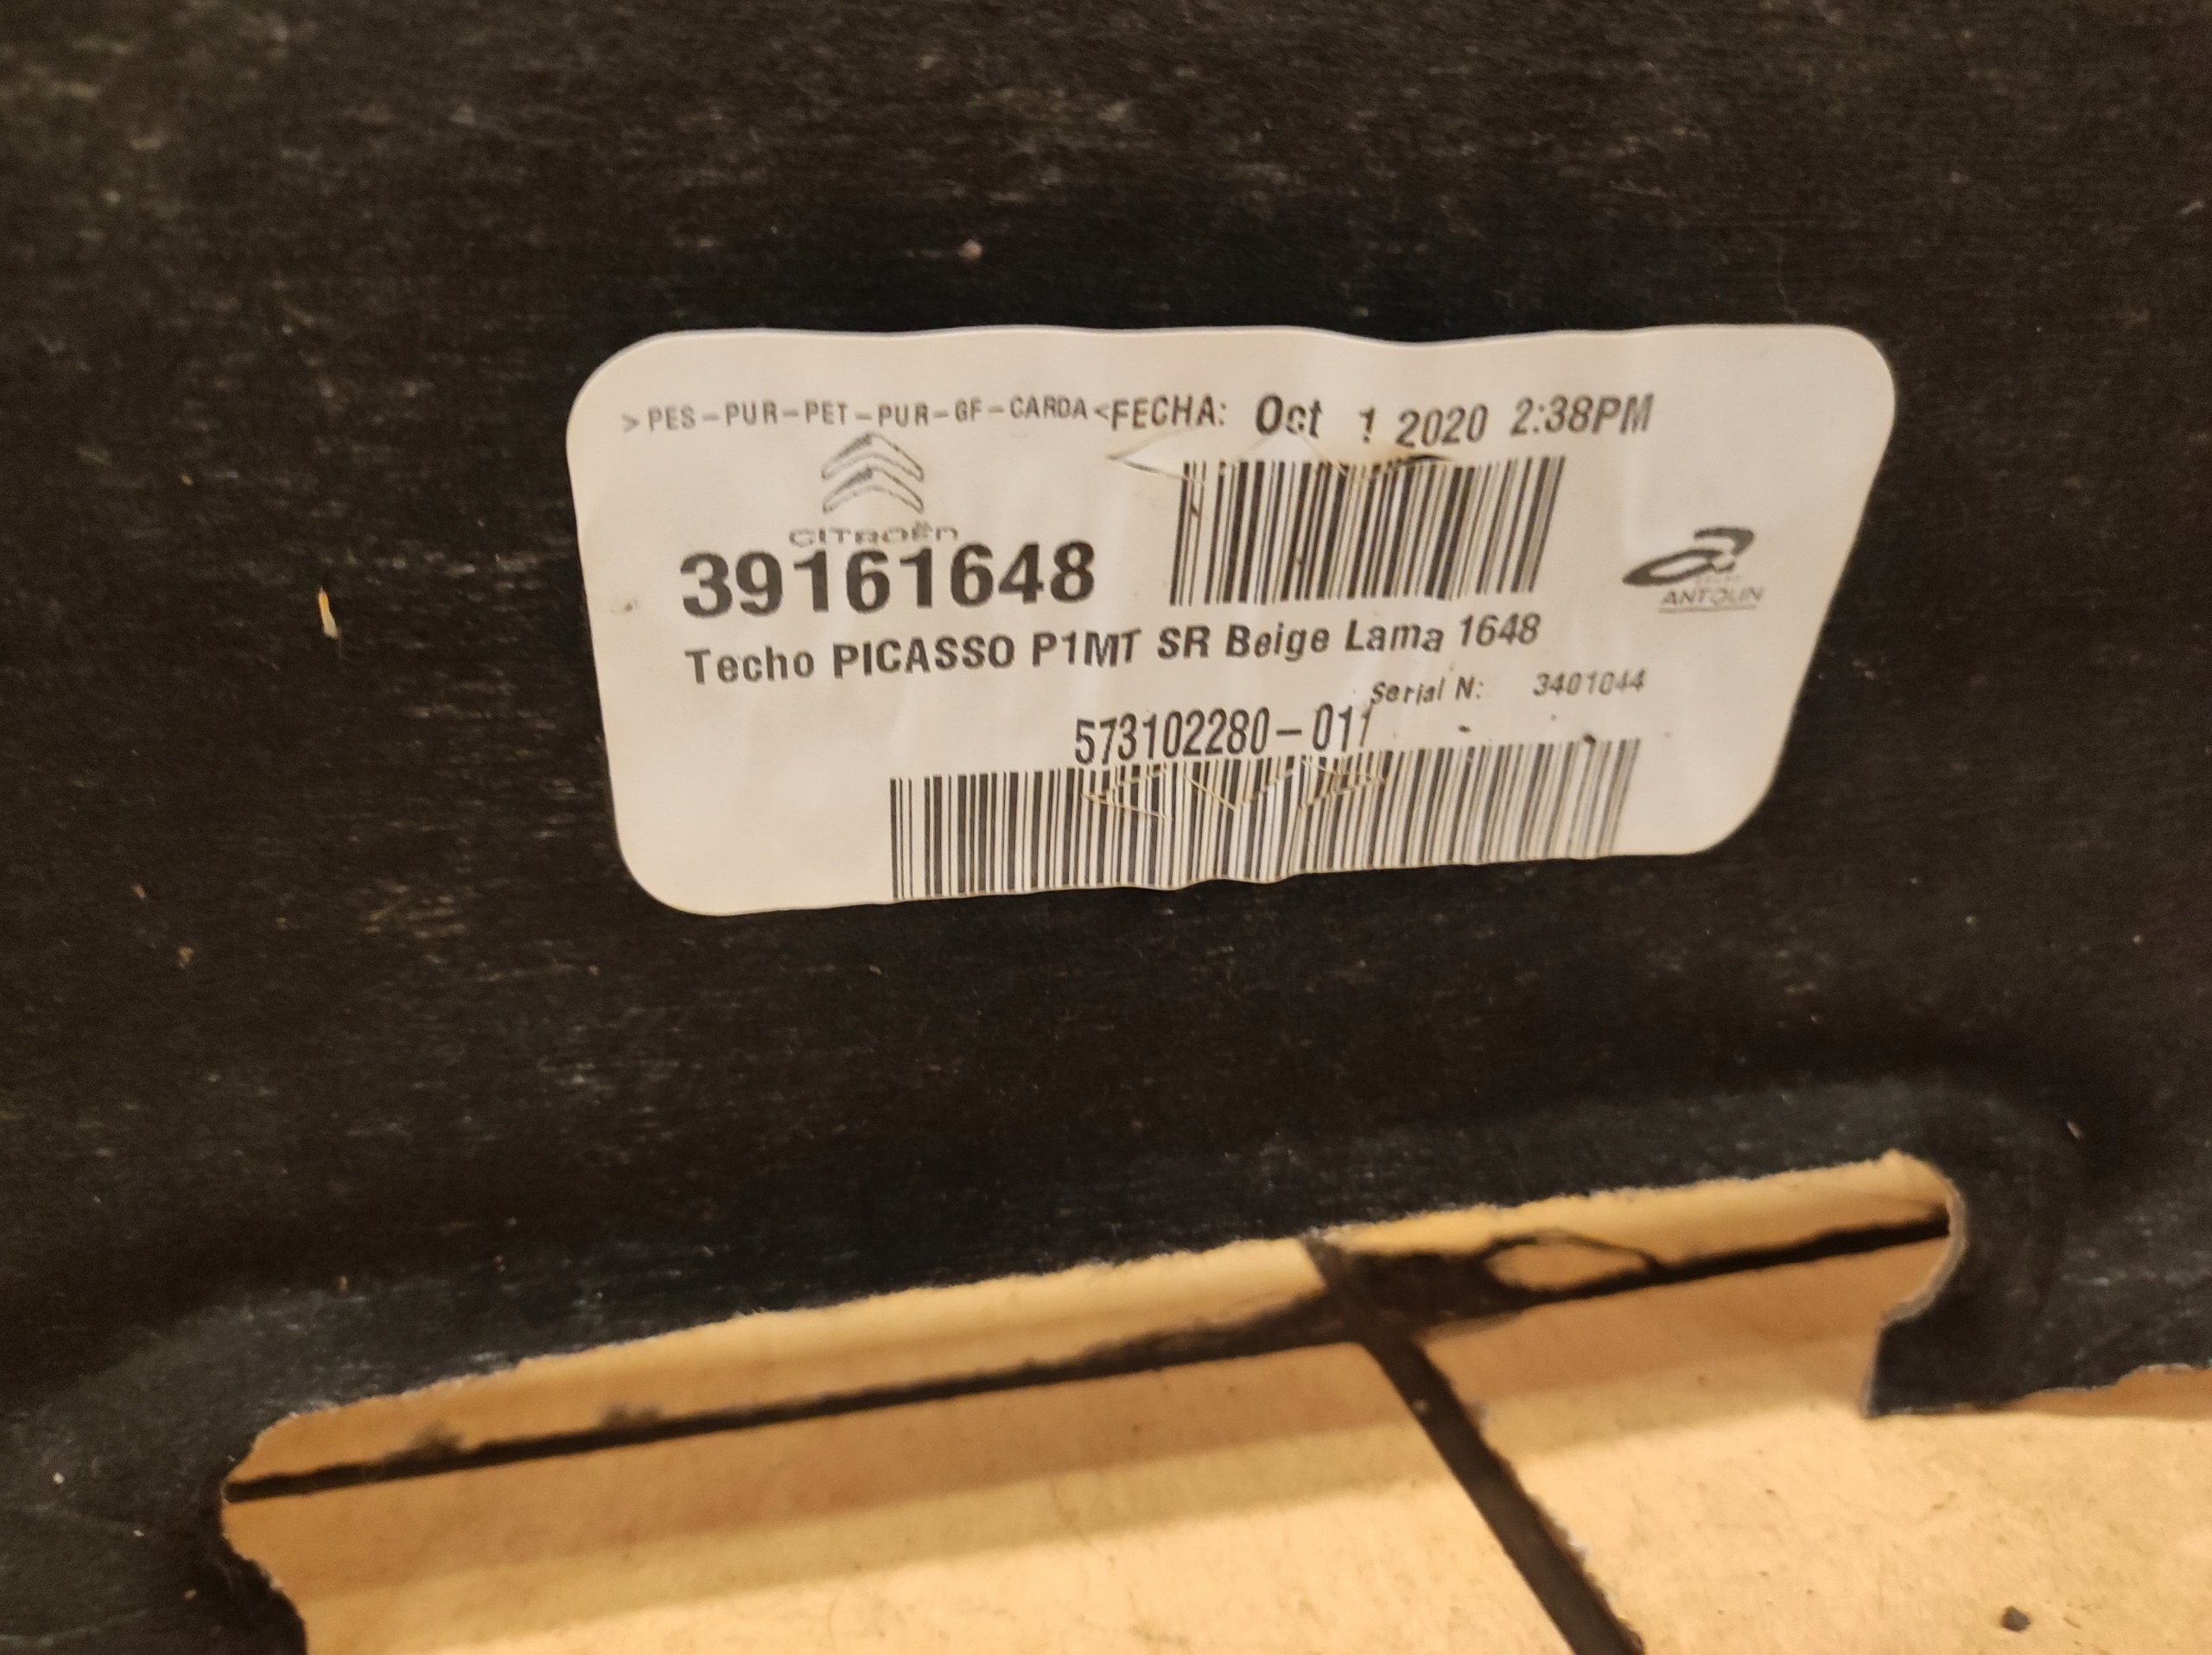 >PES-PUR-PET-PUR-GF-CARDA<FECHA: Oct 1 2020 2:38PM
CITROËN
39161648
ANTOLIN
Techo PICASSO P1MT SR Beige Lama 1648
Serial N: 3401044
573102280-011